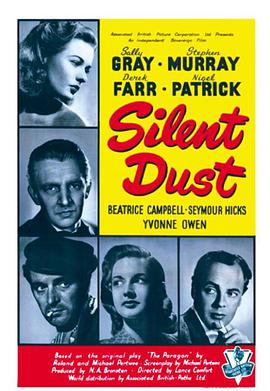 Associated British Picture Corporation Ltd Presents
An Independent Sovereign Film
Sally Stephen
GRAY · MURRAY
Derek Nigel
FARR · PATRICK
Silent
Dust
BEATRICE CAMPBELL · SEYMOUR HICKS
YVONNE OWEN
Based on the original play "The Paragon" by
Roland and Michael Pertwee · Screenplay by Michael Pertwee
Produced by N.A. Bronsten · Directed by Lance Comfort
World distribution by Associated British-Pathe Ltd